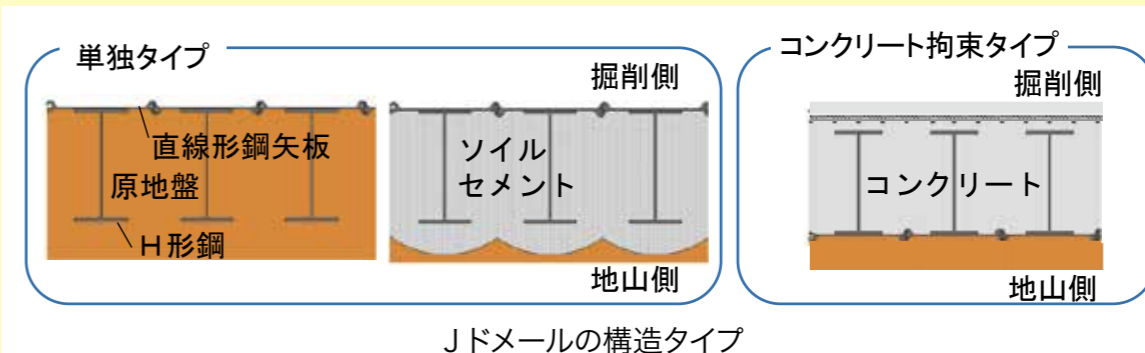 単独タイプ
掘削側
直線形鋼矢板
原地盤
H形鋼
ソイル
セメント
地山側
コンクリート拘束タイプ
掘削側
コンクリート
地山側
Jドメールの構造タイプ